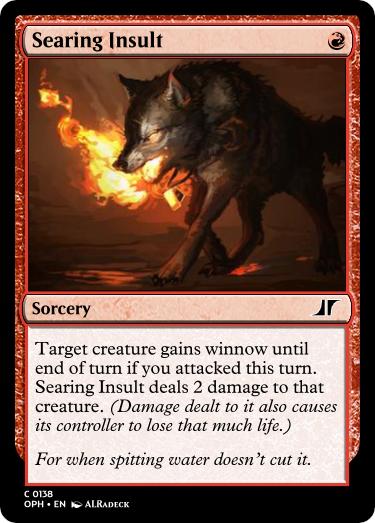 Searing Insult
Sorcery
Target creature gains winnow until
end of turn if you attacked this turn.
Searing Insult deals 2 damage to that
creature. (Damage dealt to it also causes
its controller to lose that much life.)
For when spitting water doesn't cut it.
C 0138
OPH • EN ALRadeck